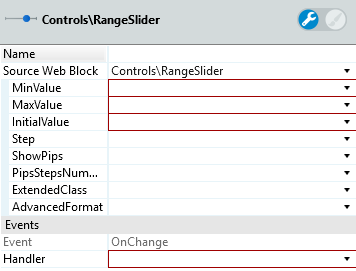 Controls\RangeSlider
Name
Source Web Block Controls\RangeSlider
MinValue
MaxValue
InitialValue
Step
ShowPips
PipsStepsNum...
ExtendedClass
AdvancedFormat
Events
Event OnChange
Handler